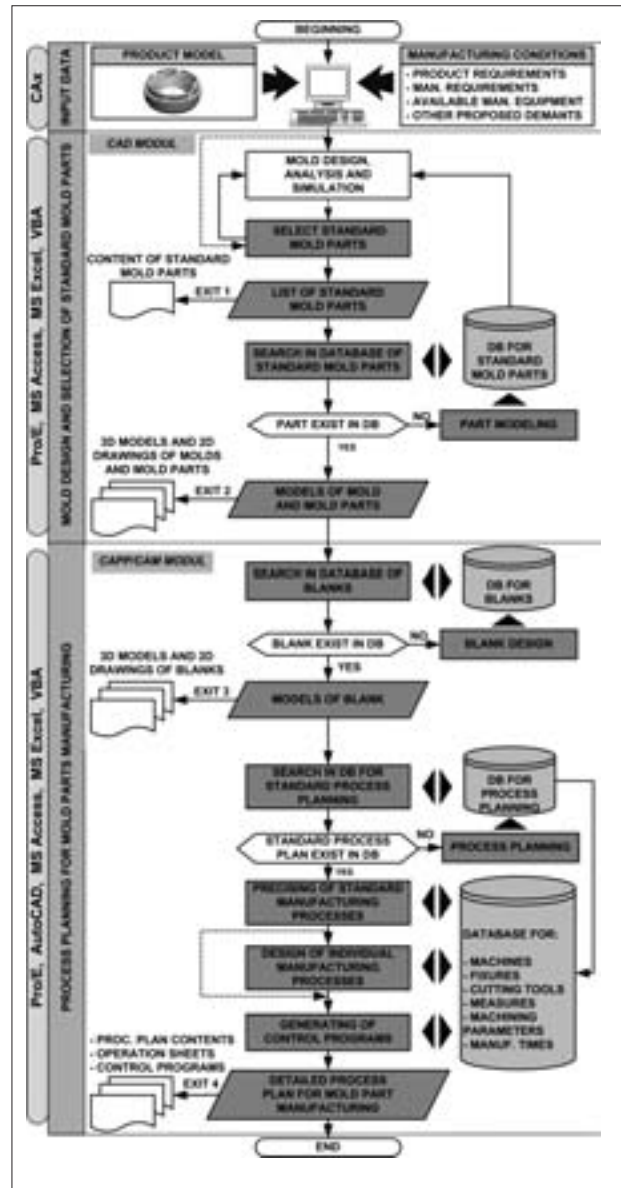 BEGINNING
CAx
INPUT DATA
PRODUCT MODEL
MANUFACTURING CONDITIONS
- PRODUCT REQUIREMENTS
- MAN. REQUIREMENTS
- AVAILABLE MAN. EQUIPMENT
- OTHER PROPOSED DEMANTS
Pro/E, MS Access, MS Excel, VBA
MOLD DESIGN AND SELECTION OF STANDARD MOLD PARTS
CAD MODUL
MOLD DESIGN,
ANALYSIS AND
SIMULATION
SELECT STANDARD
MOLD PARTS
CONTENT OF STANDARD
MOLD PARTS
EXIT 1
LIST OF STANDARD
MOLD PARTS
SEARCH IN DATABASE OF
STANDARD MOLD PARTS
DB FOR
STANDARD
MOLD PARTS
PART EXIST IN DB
NO
PART MODELING
YES
3D MODELS AND 2D
DRAWINGS OF MOLDS
AND MOLD PARTS
EXIT 2
MODELS OF MOLD
AND MOLD PARTS
Pro/E, AutoCAD, MS Access, MS Excel, VBA
PROCESS PLANNING FOR MOLD PARTS MANUFACTURING
CAPP/CAM MODUL
SEARCH IN DATABASE OF
BLANKS
DB FOR
BLANKS
BLANK EXIST IN DB
NO
BLANK DESIGN
YES
3D MODELS AND 2D
DRAWINGS OF BLANKS
EXIT 3
MODELS OF BLANK
SEARCH IN DB FOR
STANDARD PROCESS
PLANNING
DB FOR
PROCESS
PLANNING
STANDARD PROCESS
PLAN EXIST IN DB
NO
PROCESS PLANNING
YES
PRECISING OF STANDARD
MANUFACTURING
PROCESSES
DESIGN OF INDIVIDUAL
MANUFACTURING
PROCESSES
GENERATING OF
CONTROL PROGRAMS
DATABASE FOR:
- MACHINES
- FIXTURES
- CUTTING TOOLS
- MEASURES
- MACHINING
PARAMETERS
- MANUF. TIMES
- PROC. PLAN CONTENTS
- OPERATION SHEETS
- CONTROL PROGRAMS
EXIT 4
DETAILED PROCESS
PLAN FOR MOLD PART
MANUFACTURING
END